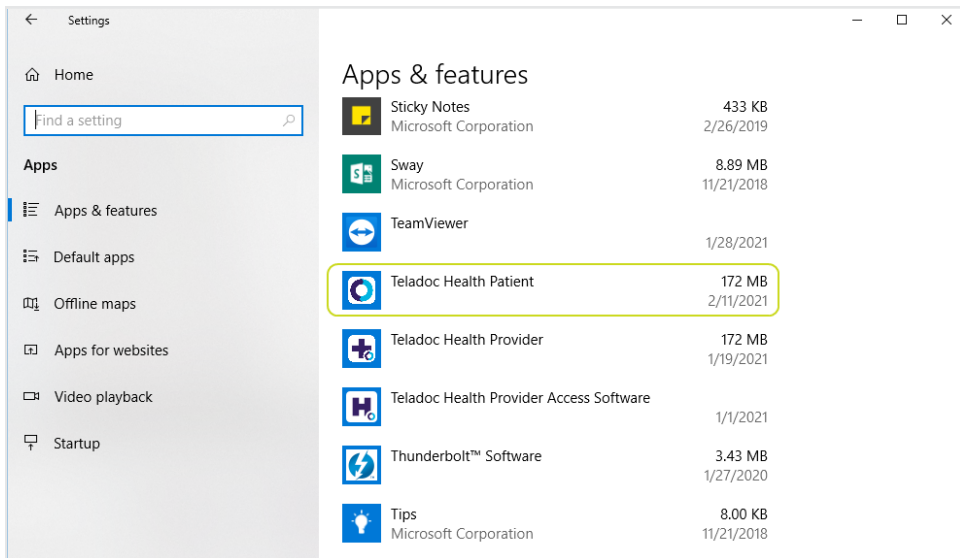 Settings
Home
Find a setting
Apps
Apps & features
Default apps
Offline maps
Apps for websites
Video playback
Startup
Apps & features
Sticky Notes 433 KB
Microsoft Corporation 2/26/2019
Sway 8.89 MB
Microsoft Corporation 11/21/2018
TeamViewer
1/28/2021
Teladoc Health Patient 172 MB
2/11/2021
Teladoc Health Provider 172 MB
1/19/2021
Teladoc Health Provider Access Software
1/1/2021
Thunderbolt™ Software 3.43 MB
1/27/2020
Tips 8.00 KB
Microsoft Corporation 11/21/2018